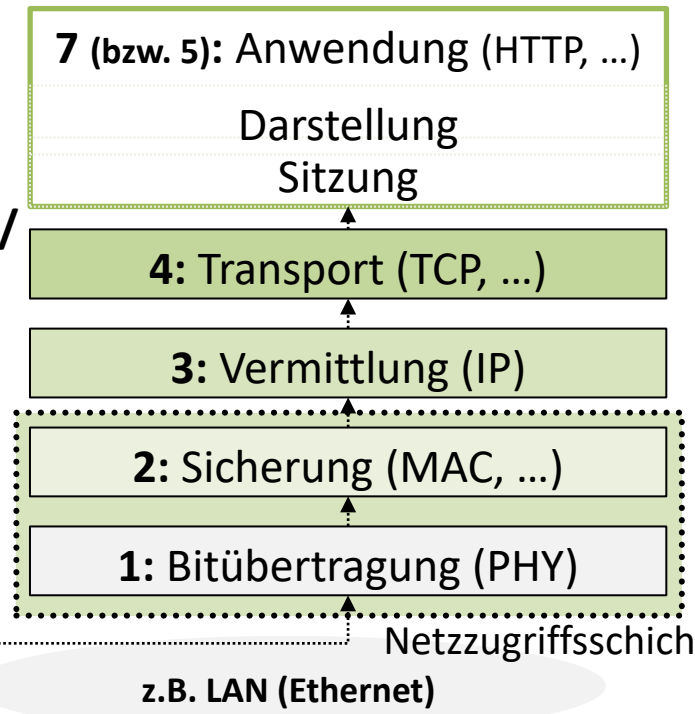 7 (bzw. 5): Anwendung (HTTP, ...)
Darstellung
Sitzung
/
4: Transport (TCP, ...)
3: Vermittlung (IP)
2: Sicherung (MAC, ...)
1: Bitübertragung (PHY)
Netzzugriffsschich
z.B. LAN (Ethernet)